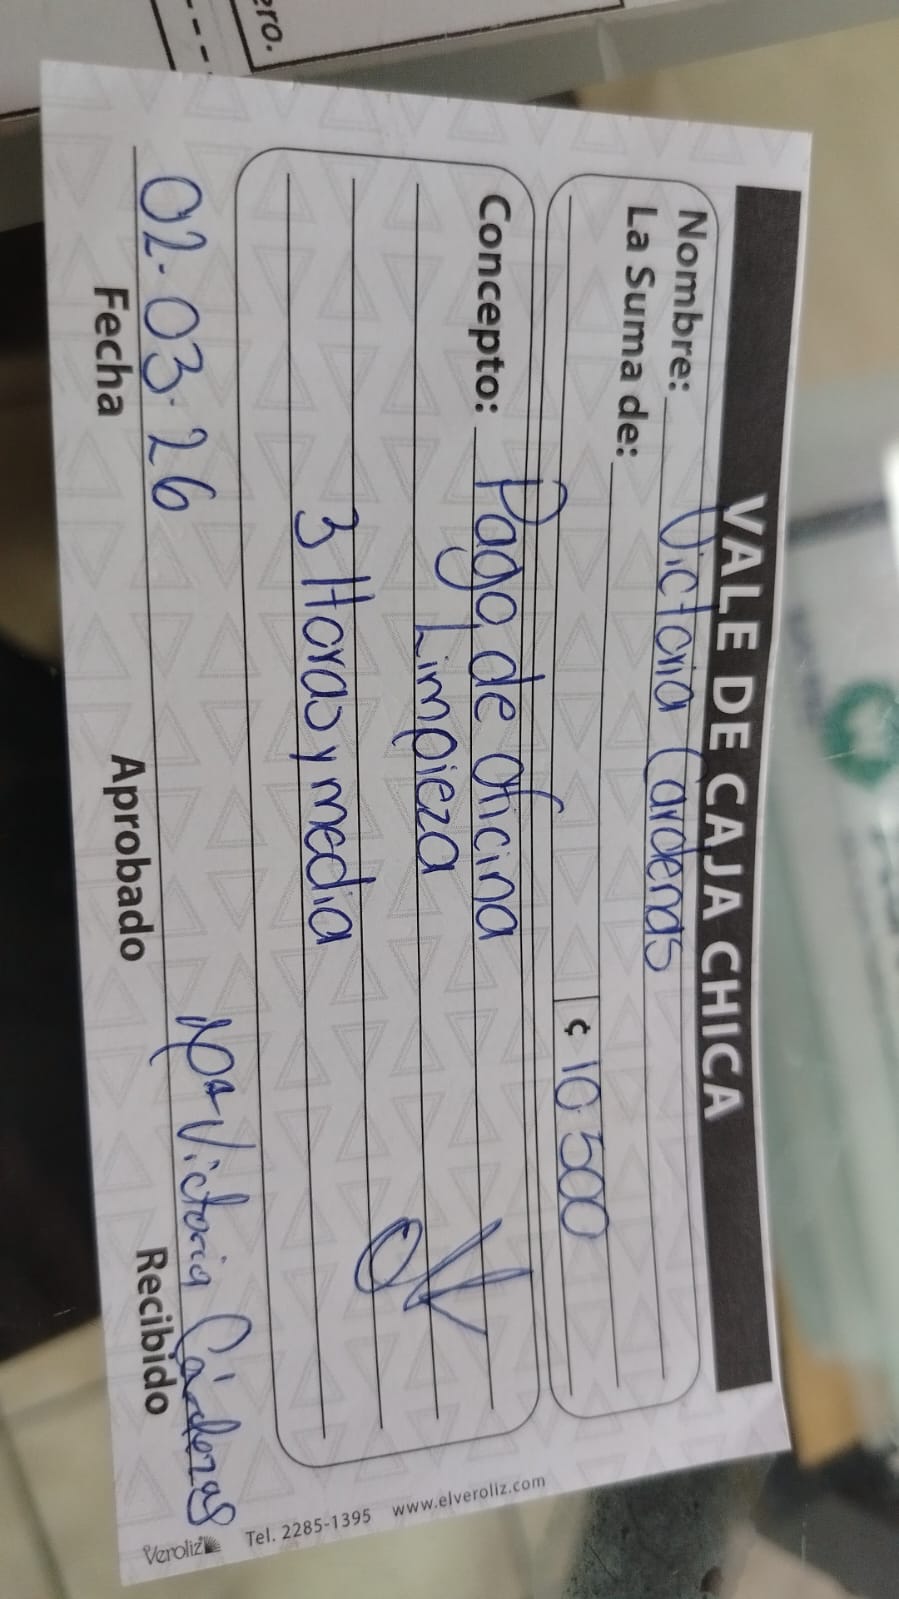 ero.
VALE DE CAJA CHICA
Nombre: Victoria Cardenas
La Suma de:
¢ 10 500
Concepto: Pago de Oficina
Limpieza
3 Horas y media
02.03.26
Mª Victoria Cárdenas
Fecha Aprobado Recibido
Tel. 2285-1395 www.elveroliz.com
Veroliz